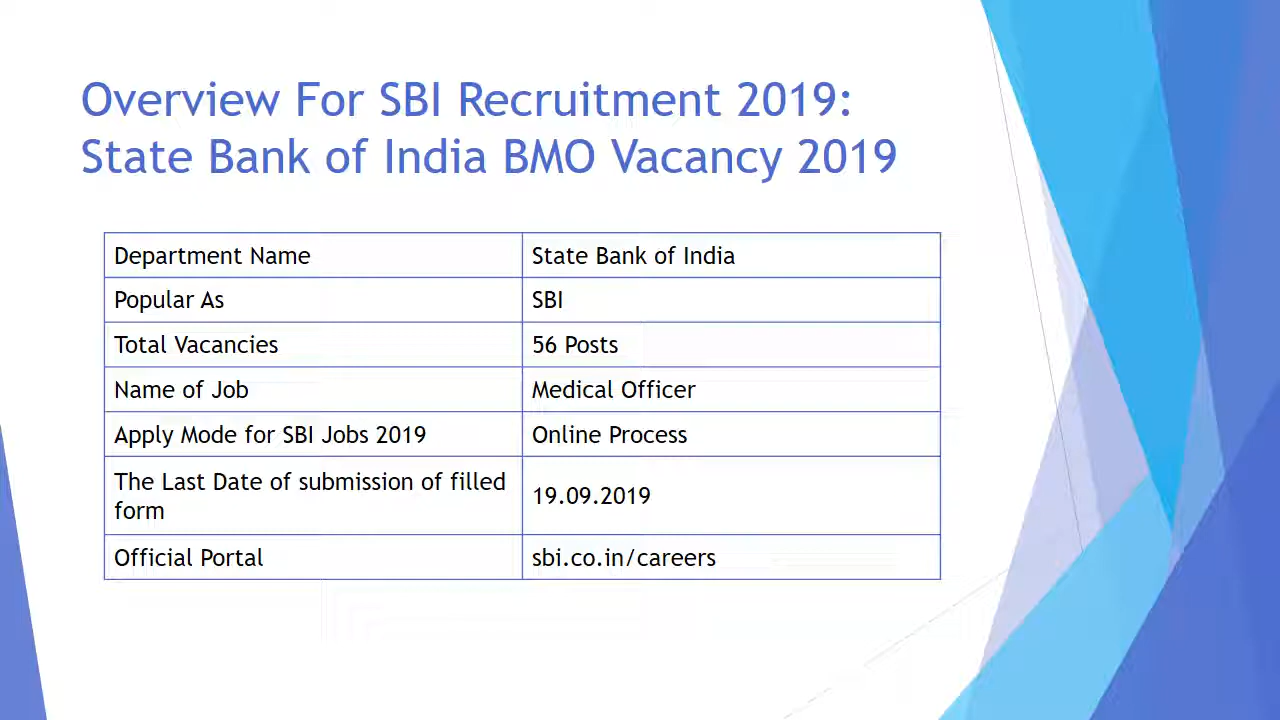 Overview For SBI Recruitment 2019:
State Bank of India BMO Vacancy 2019
Department Name State Bank of India
Popular As SBI
Total Vacancies 56 Posts
Name of Job Medical Officer
Apply Mode for SBI Jobs 2019 Online Process
The Last Date of submission of filled
form 19.09.2019
Official Portal sbi.co.in/careers